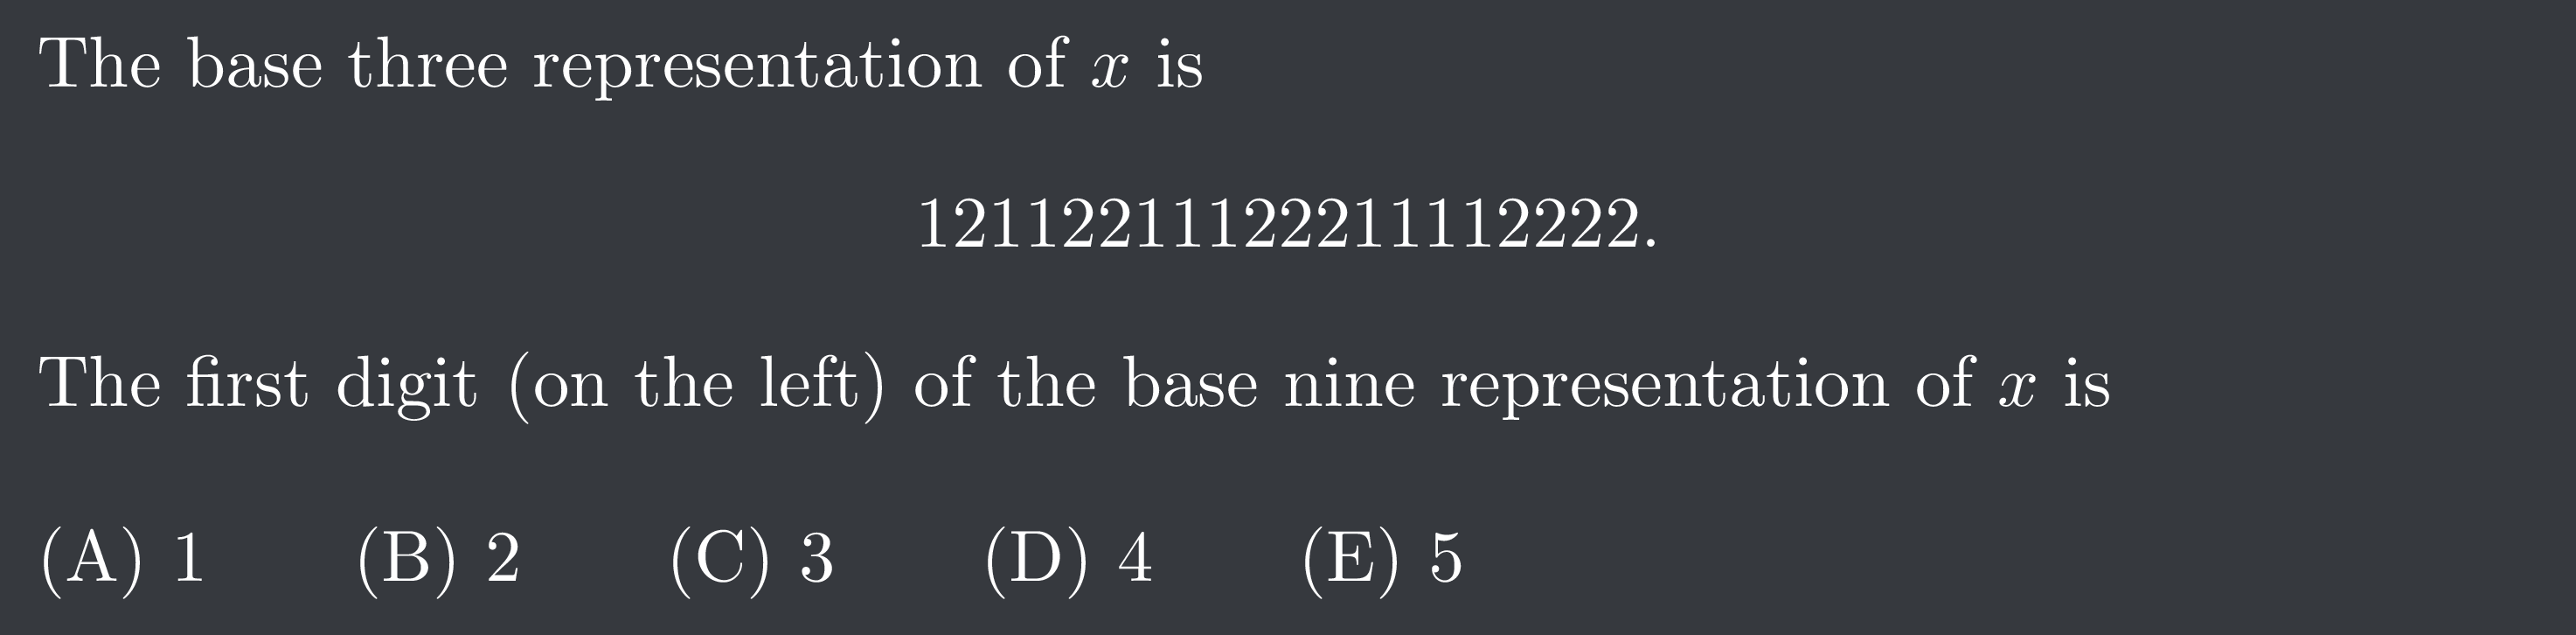 The base three representation of x is
12112211122211112222.
The first digit (on the left) of the base nine representation of x is
(A) 1 (B) 2 (C) 3 (D) 4 (E) 5